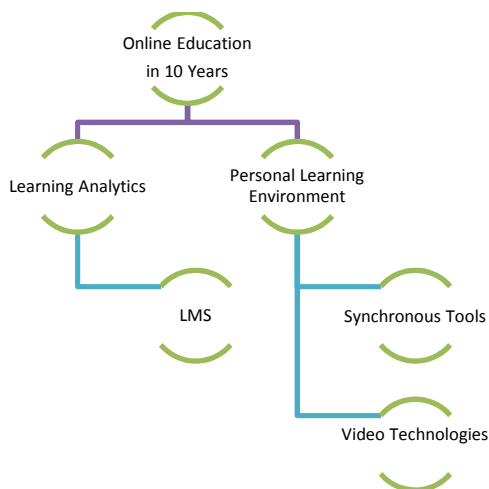 Online Education
in 10 Years
Learning Analytics
Personal Learning
Environment
LMS
Synchronous Tools
Video Technologies